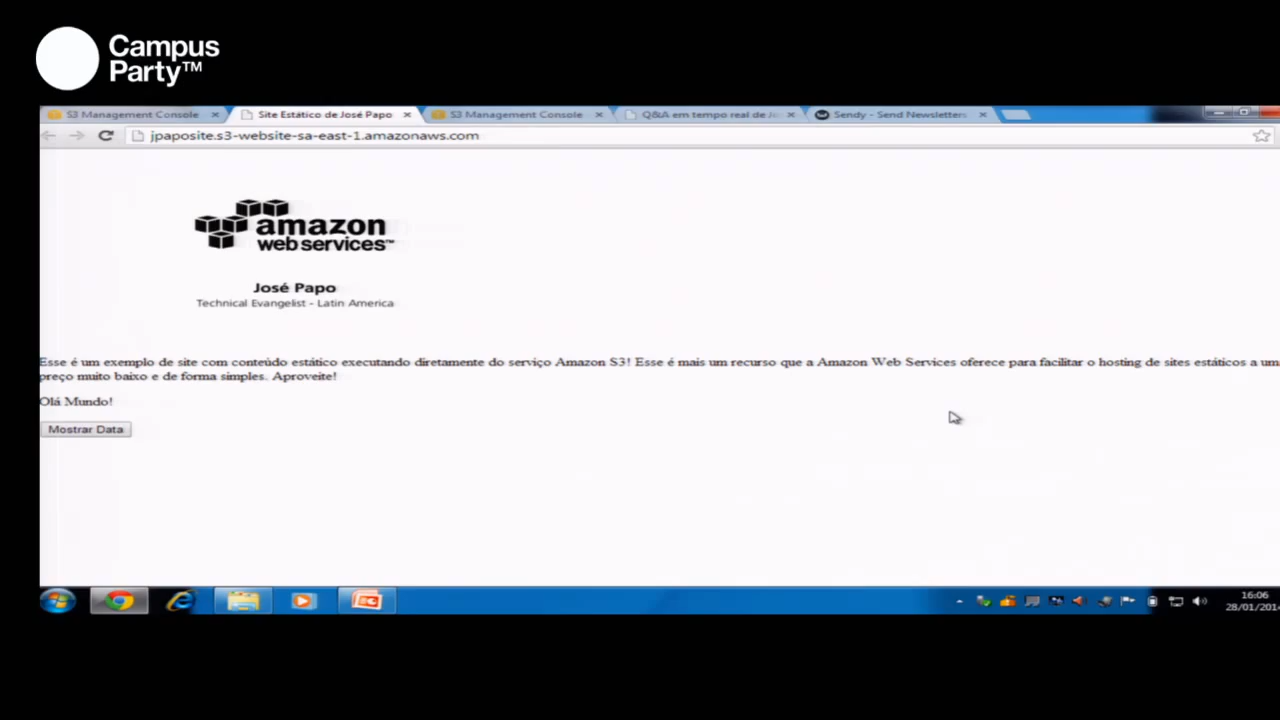 Campus
Party™
S3 Management Console
Site Estático de José Papo
S3 Management Console
Q&A em tempo real de
Sendy - Send Newsletters
jpaposite.s3-website-sa-east-1.amazonaws.com
amazon
web services™
José Papo
Technical Evangelist - Latin America
Esse é um exemplo de site com conteúdo estático executando diretamente do serviço Amazon S3! Esse é mais um recurso que a Amazon Web Services oferece para facilitar o hosting de sites estáticos a um
preço muito baixo e de forma simples. Aproveite!
Olá Mundo!
Mostrar Data
16:06
28/01/201